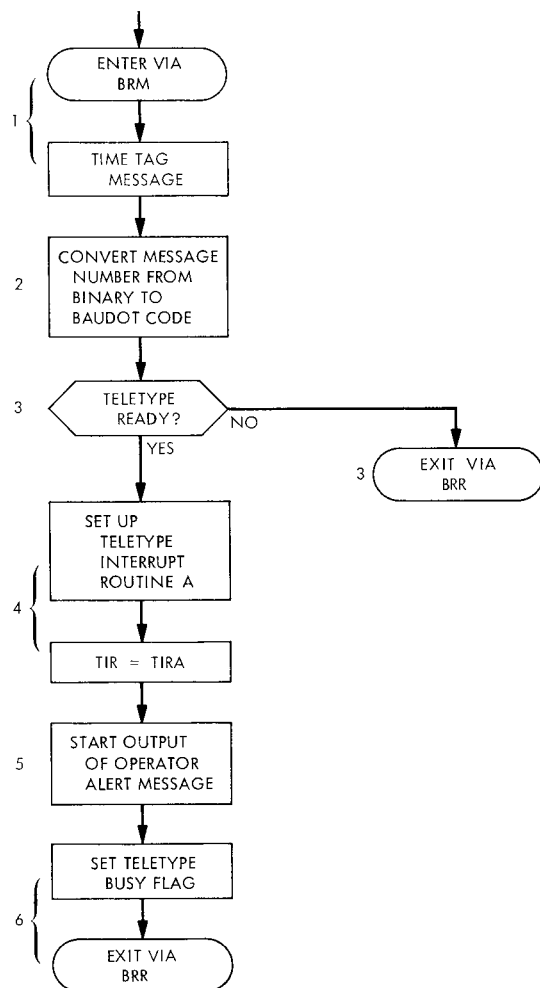 ENTER VIA
BRM
1
TIME TAG
MESSAGE
CONVERT MESSAGE
NUMBER FROM
BINARY TO
BAUDOT CODE
2
3
TELETYPE
READY?
NO
YES
3
EXIT VIA
BRR
SET UP
TELETYPE
INTERRUPT
ROUTINE A
4
TIR = TIRA
5
START OUTPUT
OF OPERATOR
ALERT MESSAGE
SET TELETYPE
BUSY FLAG
6
EXIT VIA
BRR